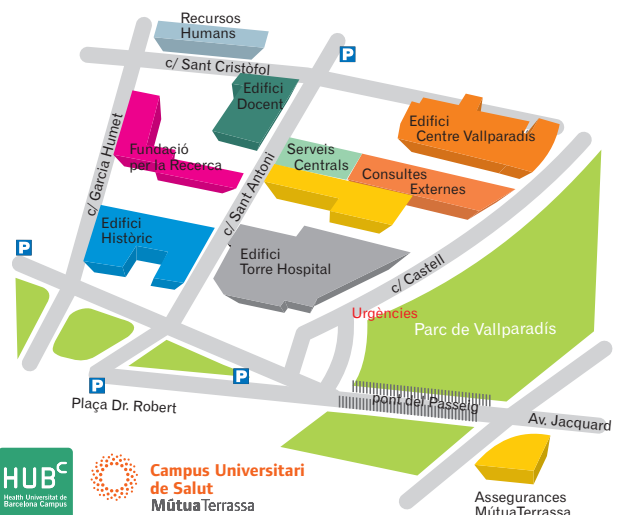 Recursos
Humans
P
c/ Sant Cristòfol
Edifici
Docent
Edifici
Centre Vallparadís
c/ Garcia Humet
Fundació
per la Recerca
c/ Sant Antoni
Serveis
Centrals
Consultes
Externes
Edifici
Històric
P
Edifici
Torre Hospital
c/ Castell
Urgències
Parc de Vallparadís
P
P
Plaça Dr. Robert
pont del Passeig
Av. Jacquard
HUBc
Health Universitat de
Barcelona Campus
Campus Universitari
de Salut
MútuaTerrassa
Assegurances
MútuaTerrassa